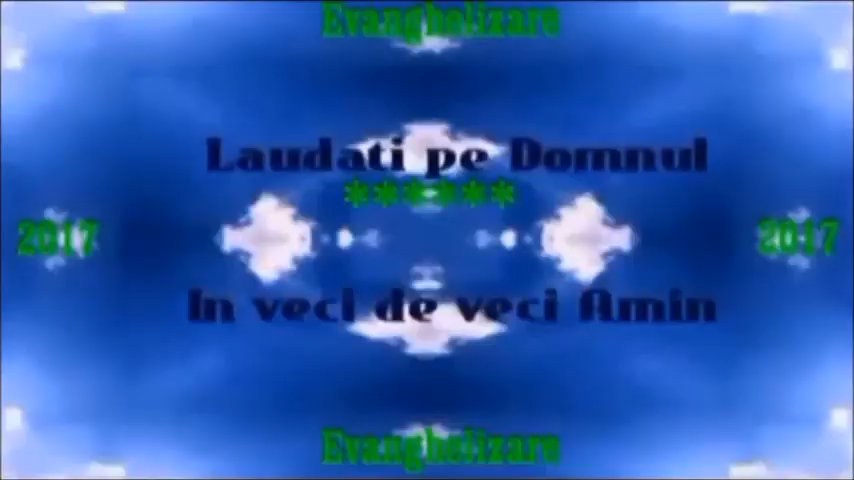 Evanghelizare
Laudati pe Domnul
******
2017 2017
In veci de veci Amin
Evanghelizare